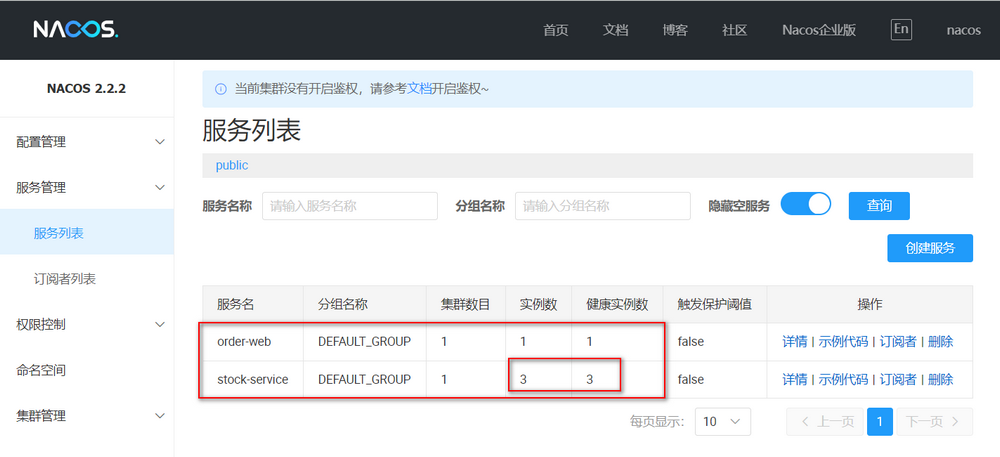 NACOS.
首页 文档 博客 社区 Nacos企业版 En nacos
NACOS 2.2.2
配置管理
服务管理
服务列表
订阅者列表
权限控制
命名空间
集群管理
当前集群没有开启鉴权，请参考文档开启鉴权~
服务列表
public
服务名称 请输入服务名称 分组名称 请输入分组名称 隐藏空服务 查询
创建服务
服务名 分组名称 集群数目 实例数 健康实例数 触发保护阈值 操作
order-web DEFAULT_GROUP 1 1 1 false 详情 | 示例代码 | 订阅者 | 删除
stock-service DEFAULT_GROUP 1 3 3 false 详情 | 示例代码 | 订阅者 | 删除
每页显示： 10 上一页 1 下一页